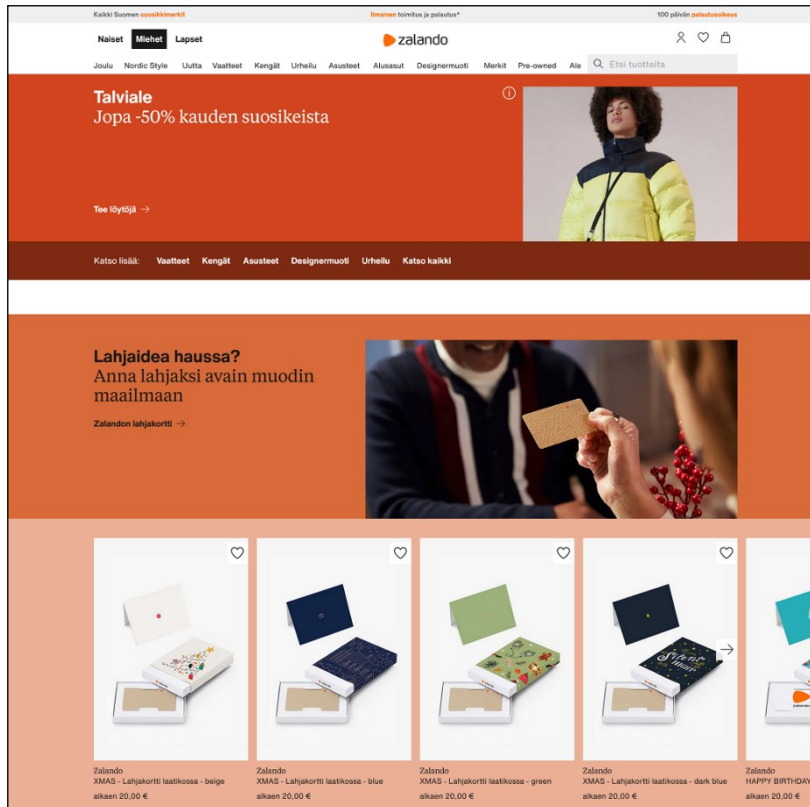 Kaikki Suomen suosikkimerkit
Ilmainen toimitus ja palautus*
100 päivän palautusoikeus
Naiset Miehet Lapset
zalando
Joulu Nordic Style Uutta Vaatteet Kengät Urheilu Asusteet Alusasut Designermuoti Merkit Pre-owned Ale
Etsi tuotteita
Talviale
Jopa -50% kauden suosikeista
Tee löytöjä →
Katso lisää: Vaatteet Kengät Asusteet Designermuoti Urheilu Katso kaikki
Lahjaidea haussa?
Anna lahjaksi avain muodin
maailmaan
Zalandon lahjakortti →
Silent
Night
zalando
Zalando
XMAS - Lahjakortti laatikossa - beige
alkaen 20,00 €
Zalando
XMAS - Lahjakortti laatikossa - blue
alkaen 20,00 €
Zalando
XMAS - Lahjakortti laatikossa - green
alkaen 20,00 €
Zalando
XMAS - Lahjakortti laatikossa - dark blue
alkaen 20,00 €
Zalando
HAPPY BIRTHDAY
alkaen 20,00 €